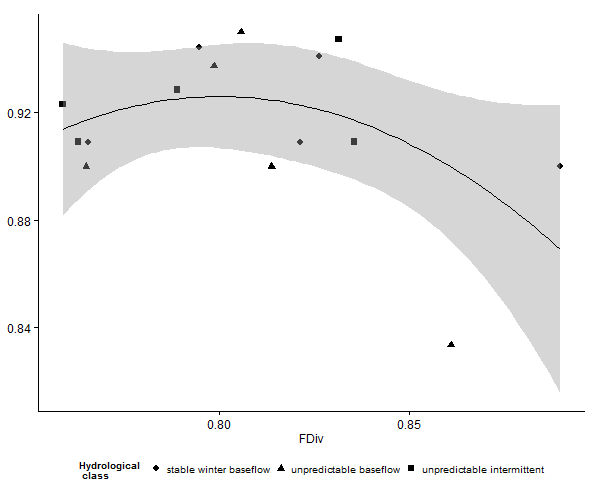 0.92
0.88
0.84
0.80 0.85
FDiv
Hydrological
class
stable winter baseflow unpredictable baseflow unpredictable intermittent